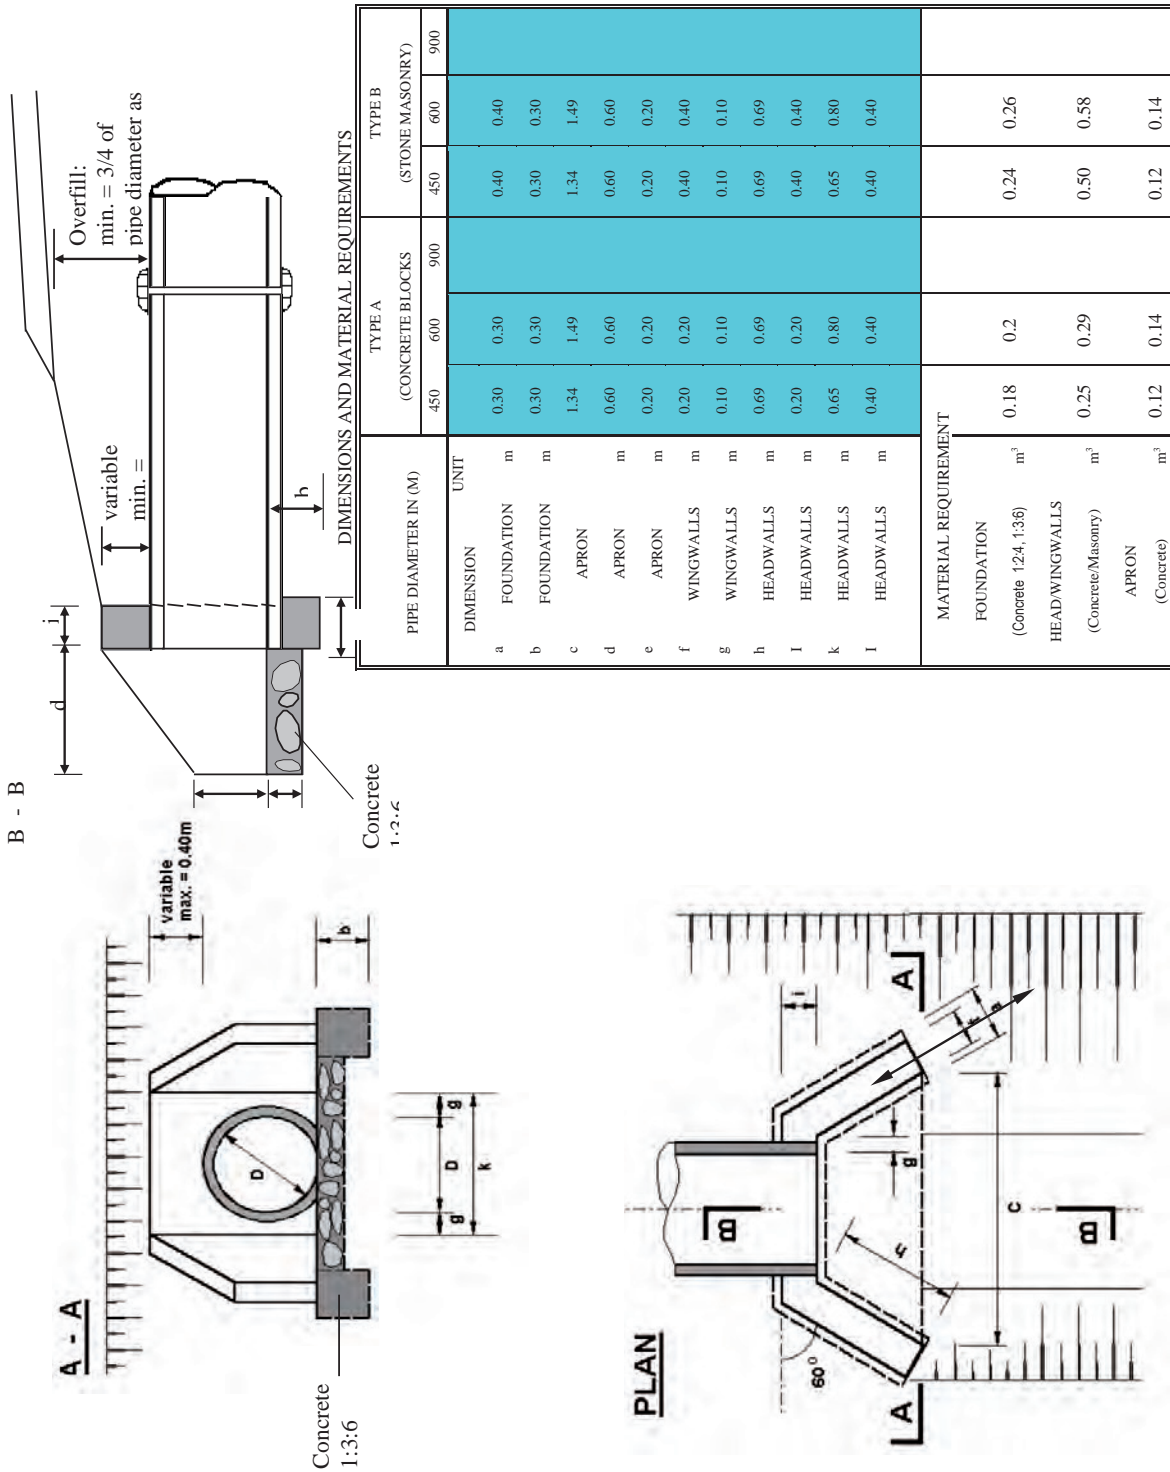 B - B
d
j
variable
min. =
Overfill:
min. = 3/4 of
pipe diameter as
b
Concrete
A - A
variable
max. = 0.40m
b
D
g
D
g
k
Concrete
1:3:6
PLAN
60°
A
A
B
B
i
f
a
g
h
c
DIMENSIONS AND MATERIAL REQUIREMENTS
PIPE DIAMETER IN (M) TYPE A (CONCRETE BLOCKS TYPE B (STONE MASONRY)
450 600 900 450 600 900
DIMENSION UNIT
a FOUNDATION m 0.30 0.30 0.40 0.40
b FOUNDATION m 0.30 0.30 0.30 0.30
c APRON 1.34 1.49 1.34 1.49
d APRON m 0.60 0.60 0.60 0.60
e APRON m 0.20 0.20 0.20 0.20
f WINGWALLS m 0.20 0.20 0.40 0.40
g WINGWALLS m 0.10 0.10 0.10 0.10
h HEADWALLS m 0.69 0.69 0.69 0.69
I HEADWALLS m 0.20 0.20 0.40 0.40
k HEADWALLS m 0.65 0.80 0.65 0.80
I HEADWALLS m 0.40 0.40 0.40 0.40
MATERIAL REQUIREMENT
FOUNDATION
(Concrete 1:2:4, 1:3:6) m³ 0.18 0.2 0.24 0.26
HEAD/WINGWALLS
(Concrete/Masonry) m³ 0.25 0.29 0.50 0.58
APRON
(Concrete) m³ 0.12 0.14 0.12 0.14